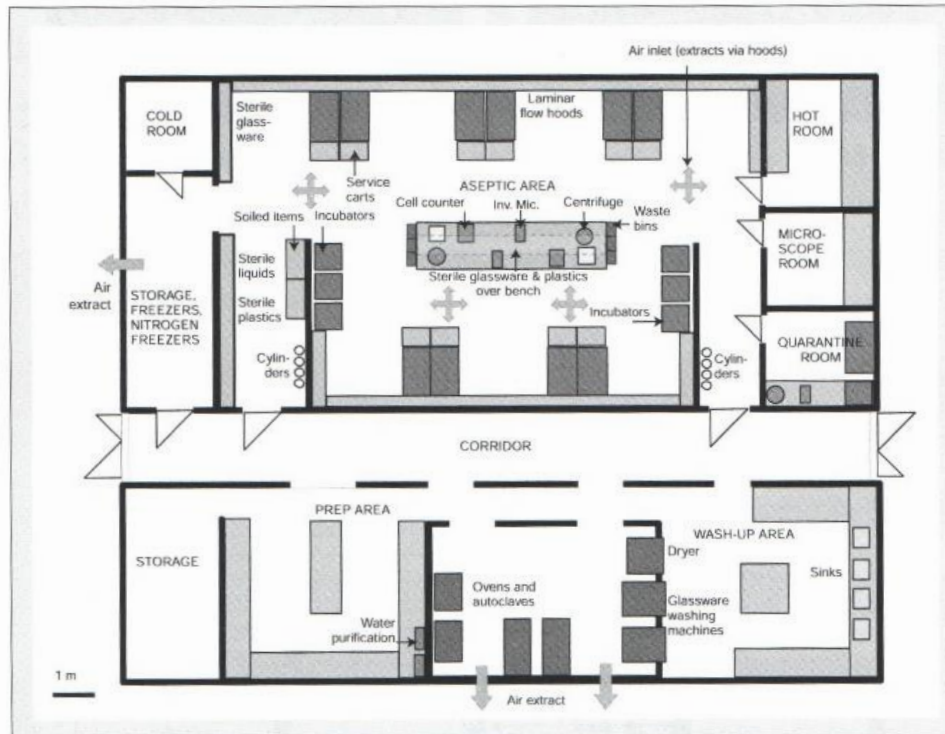 Air inlet (extracts via hoods)
COLD
ROOM
Sterile
glass-
ware
Laminar
flow hoods
HOT
ROOM
Service
carts
ASEPTIC AREA
Soiled items
Incubators
Cell counter
Inv. Mic.
Centrifuge
Waste
bins
MICRO-
SCOPE
ROOM
Sterile
liquids
Sterile glassware & plastics
over bench
Air
extract
STORAGE,
FREEZERS,
NITROGEN
FREEZERS
Sterile
plastics
Incubators
QUARANTINE
ROOM
Cylin-
ders
Cylin-
ders
CORRIDOR
PREP AREA
WASH-UP AREA
STORAGE
Dryer
Sinks
Ovens and
autoclaves
Glassware
washing
machines
Water
purification
1 m
Air extract